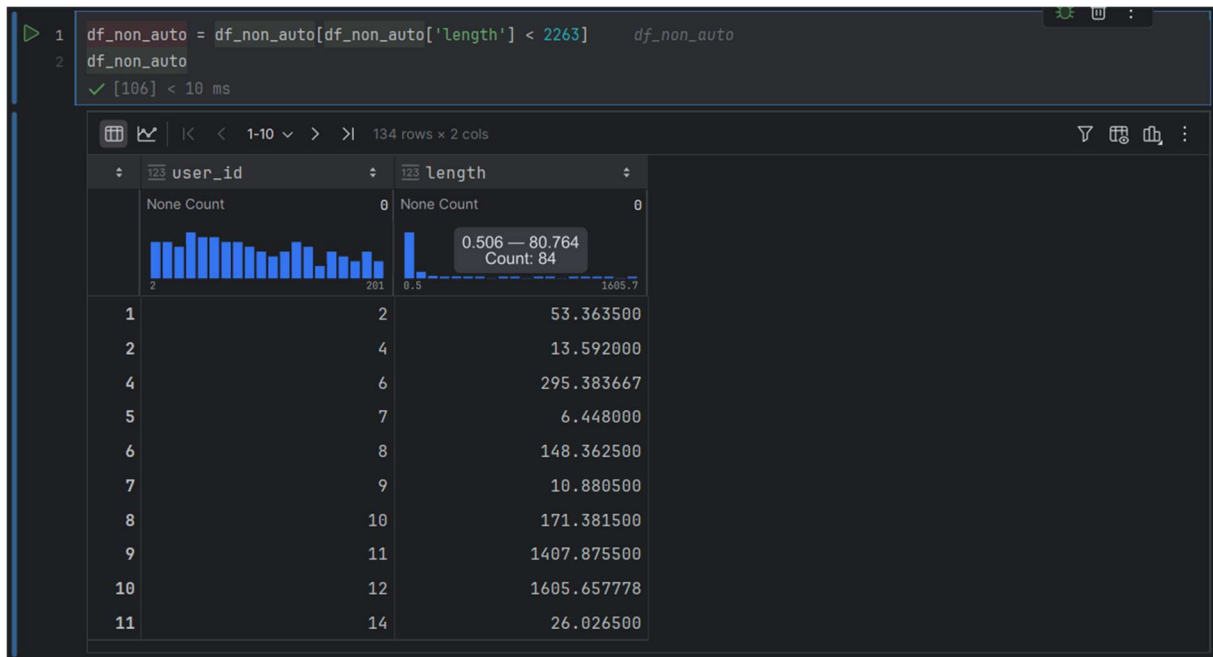 1 df_non_auto = df_non_auto[df_non_auto['length'] < 2263] df_non_auto
2 df_non_auto
[106] < 10 ms
1-10 134 rows × 2 cols
123 user_id 123 length
None Count 0 None Count 0
0.506 — 80.764
Count: 84
2 201 0.5 1605.7
1 2 53.363500
2 4 13.592000
4 6 295.383667
5 7 6.448000
6 8 148.362500
7 9 10.880500
8 10 171.381500
9 11 1407.875500
10 12 1605.657778
11 14 26.026500